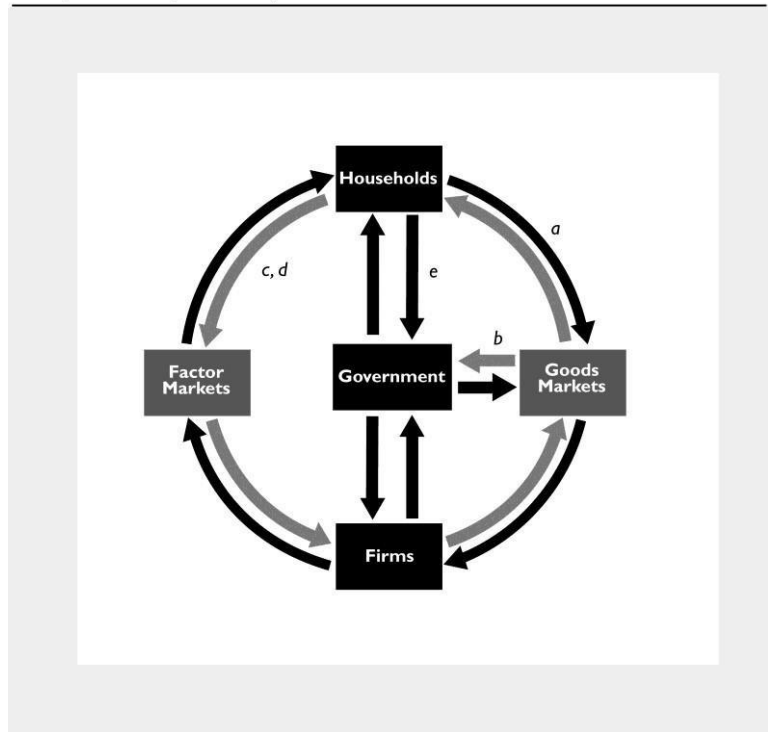 Households
a
c, d
e
b
Factor
Markets
Government
Goods
Markets
Firms